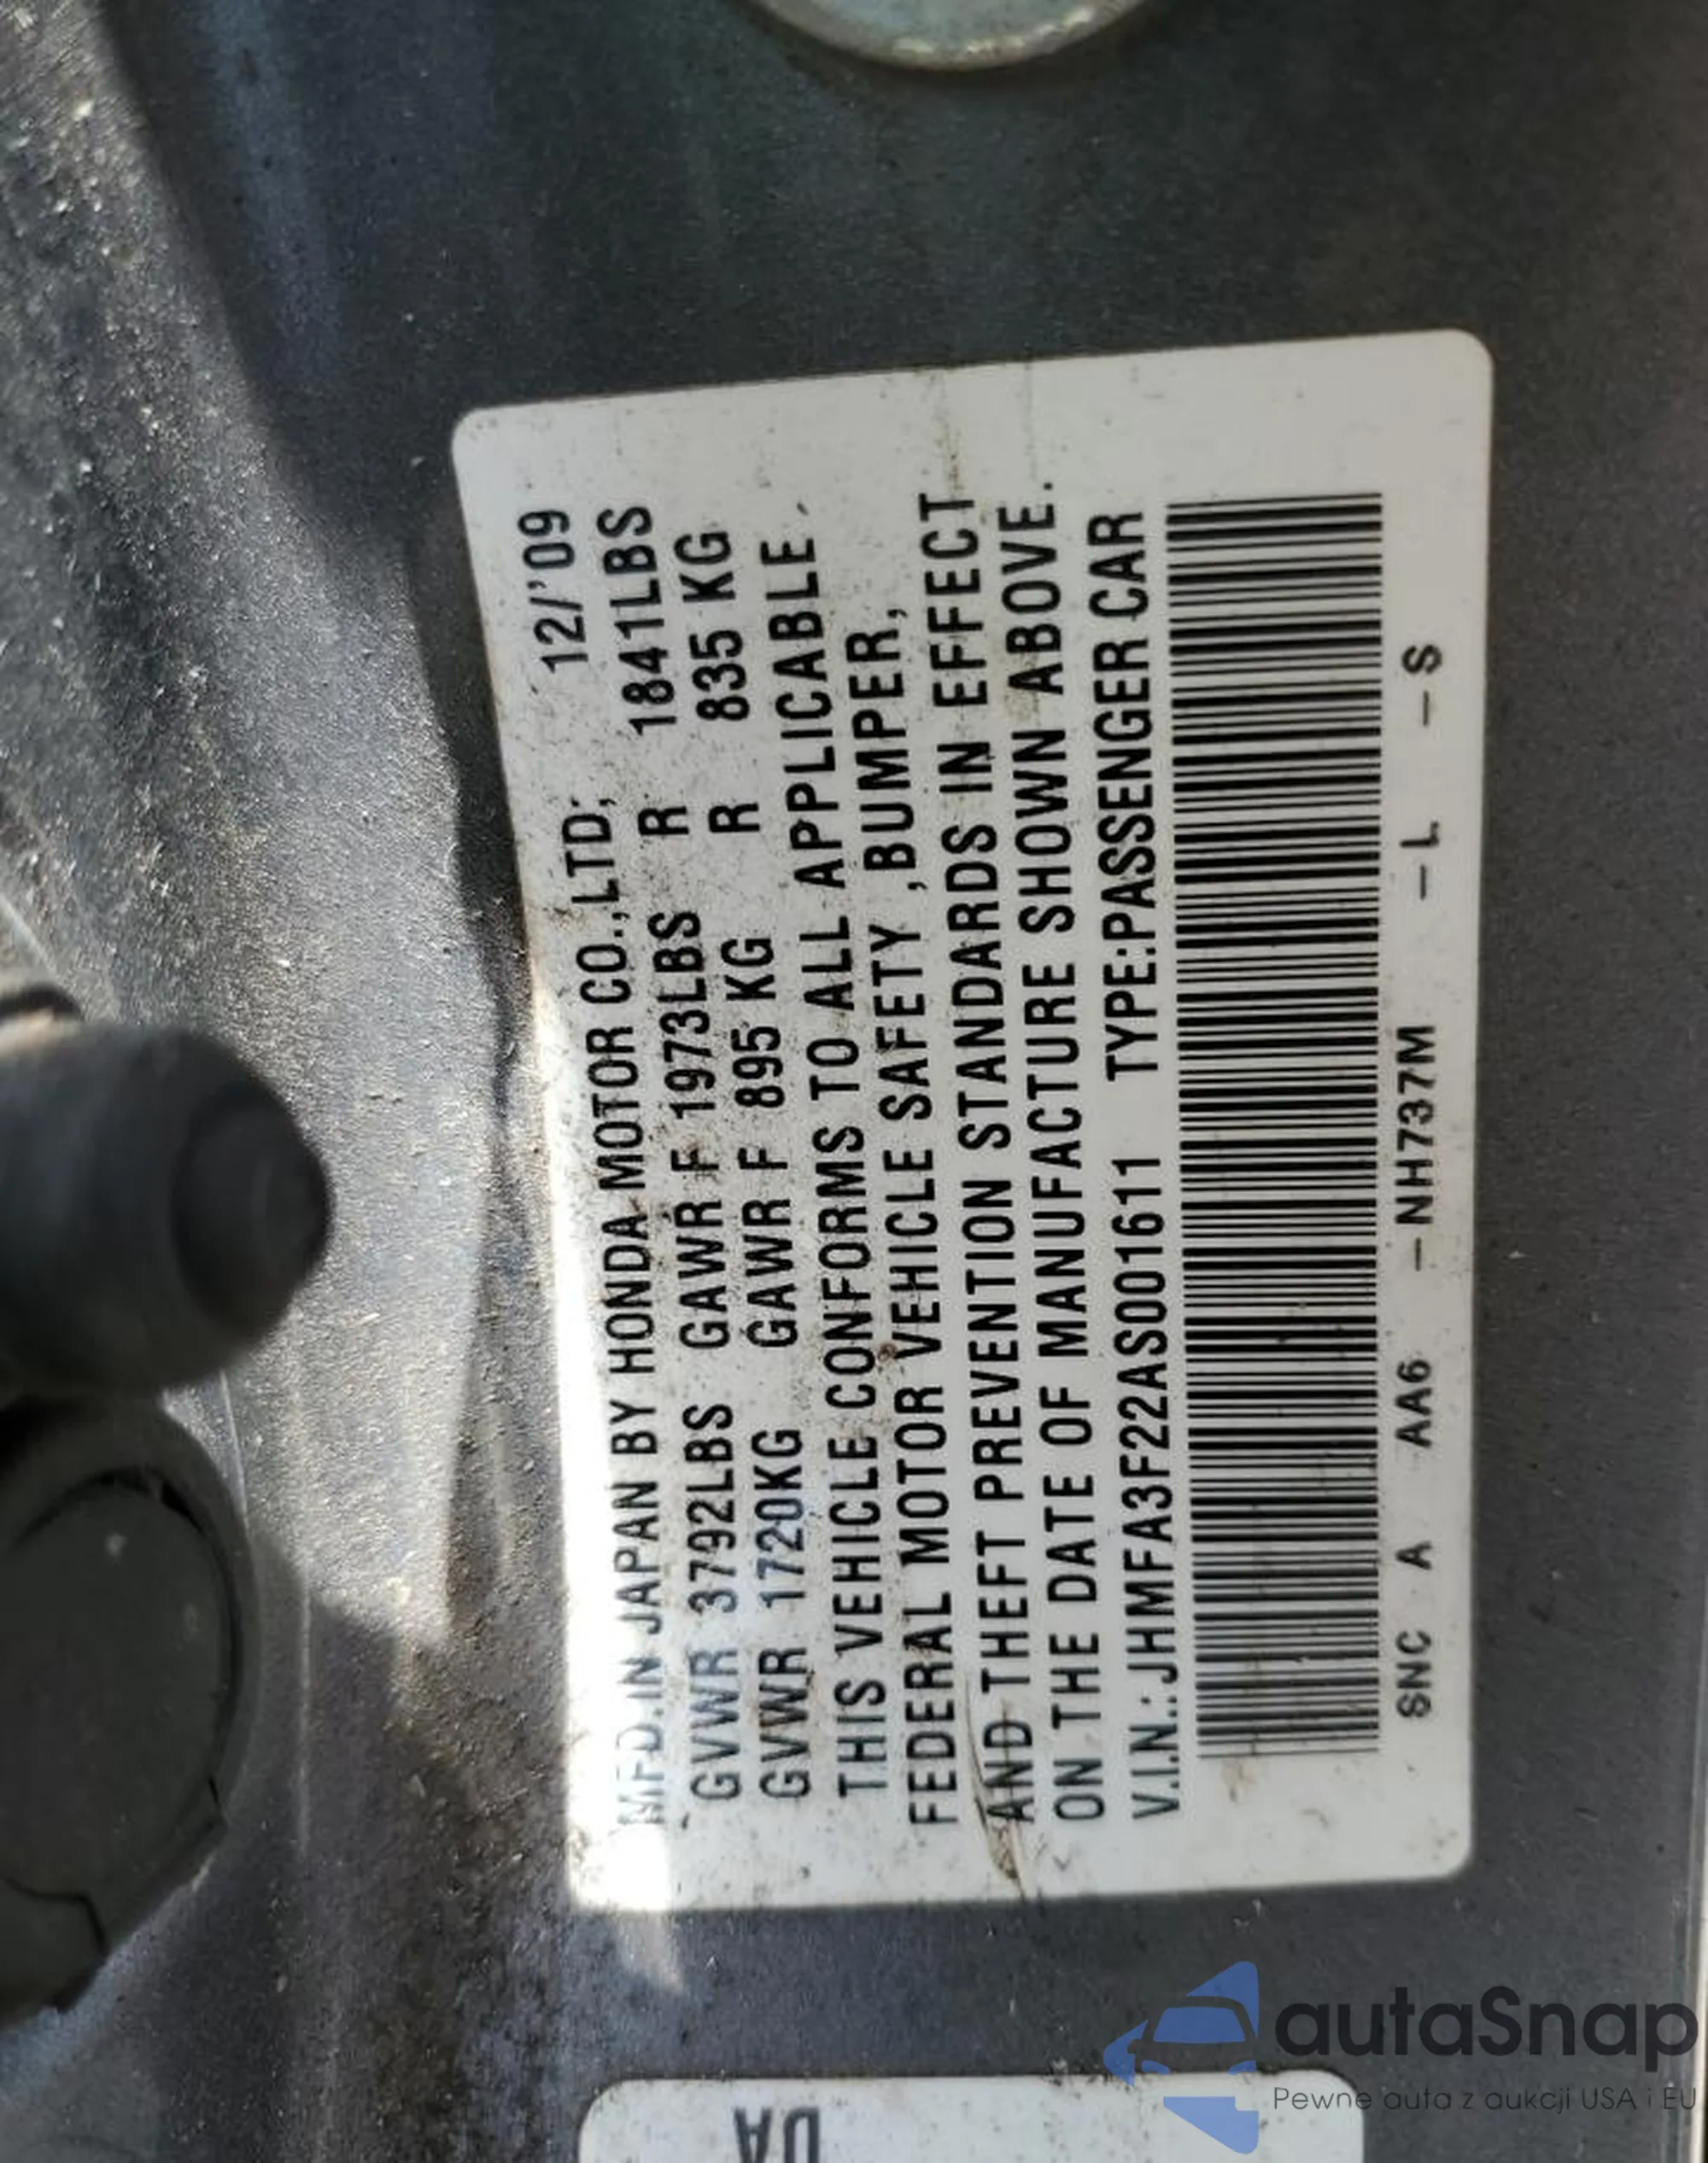 MFD.IN JAPAN BY HONDA MOTOR CO.,LTD; 12/'09
GVWR 3792LBS GAWR F 1973LBS R 1841LBS
GVWR 1720KG GAWR F 895 KG R 835 KG
THIS VEHICLE CONFORMS TO ALL APPLICABLE
FEDERAL MOTOR VEHICLE SAFETY ,BUMPER,
AND THEFT PREVENTION STANDARDS IN EFFECT
ON THE DATE OF MANUFACTURE SHOWN ABOVE.
V.I.N.: JHMFA3F22AS001611 TYPE:PASSENGER CAR
SNC A AA6 -NH737M -L -S
autaSnap
Pewne auta z aukcji USA i EU